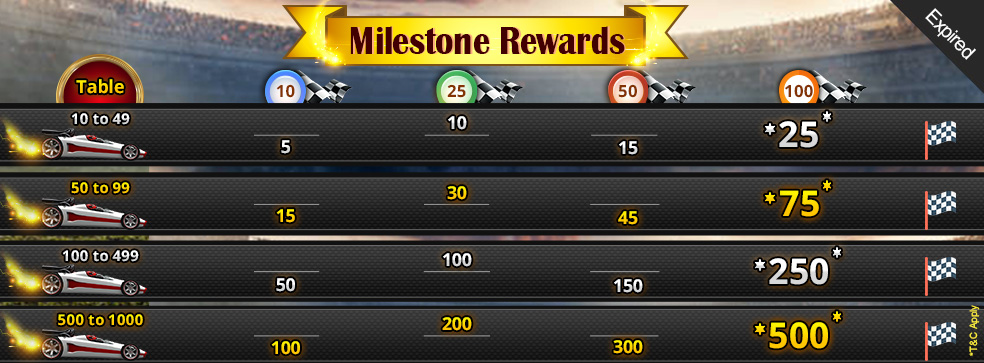 Milestone Rewards
Expired
Table 10 25 50 100
10 to 49 5 10 15 *25*
50 to 99 15 30 45 *75*
100 to 499 50 100 150 *250*
500 to 1000 100 200 300 *500*
*T&C Apply